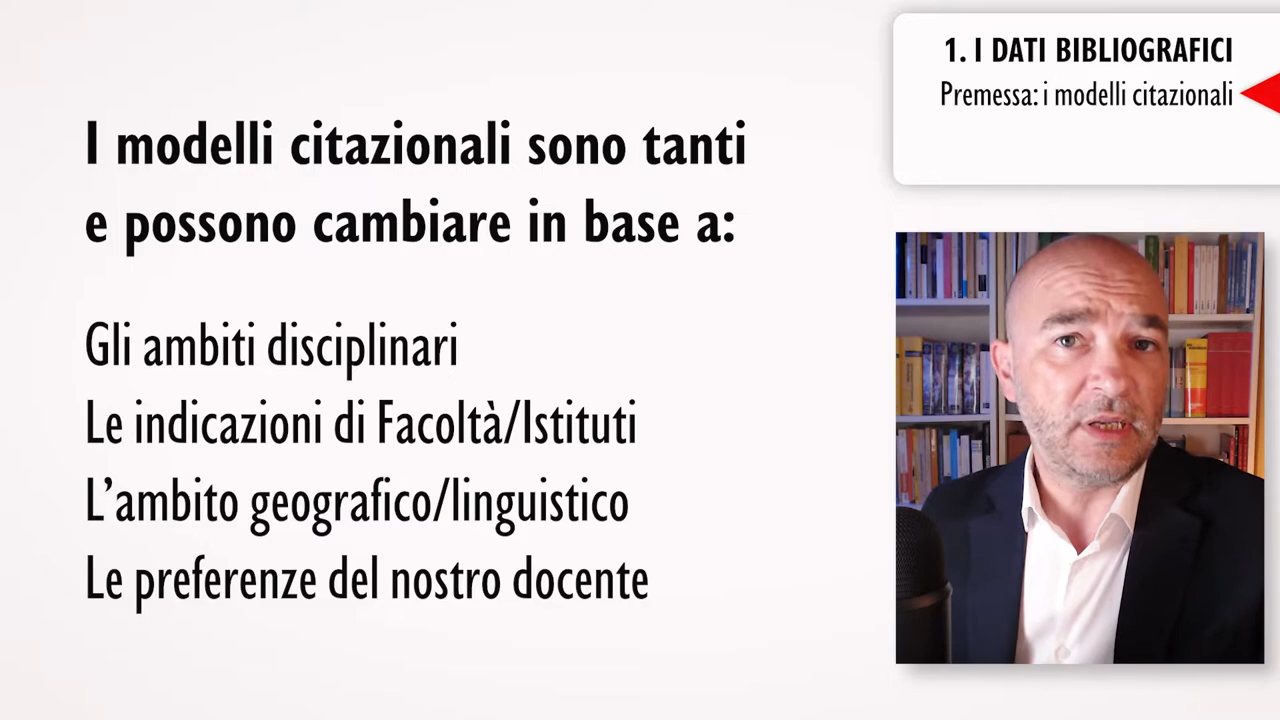 1. I DATI BIBLIOGRAFICI
Premessa: i modelli citazionali
I modelli citazionali sono tanti
e possono cambiare in base a:
Gli ambiti disciplinari
Le indicazioni di Facoltà/Istituti
L’ambito geografico/linguistico
Le preferenze del nostro docente